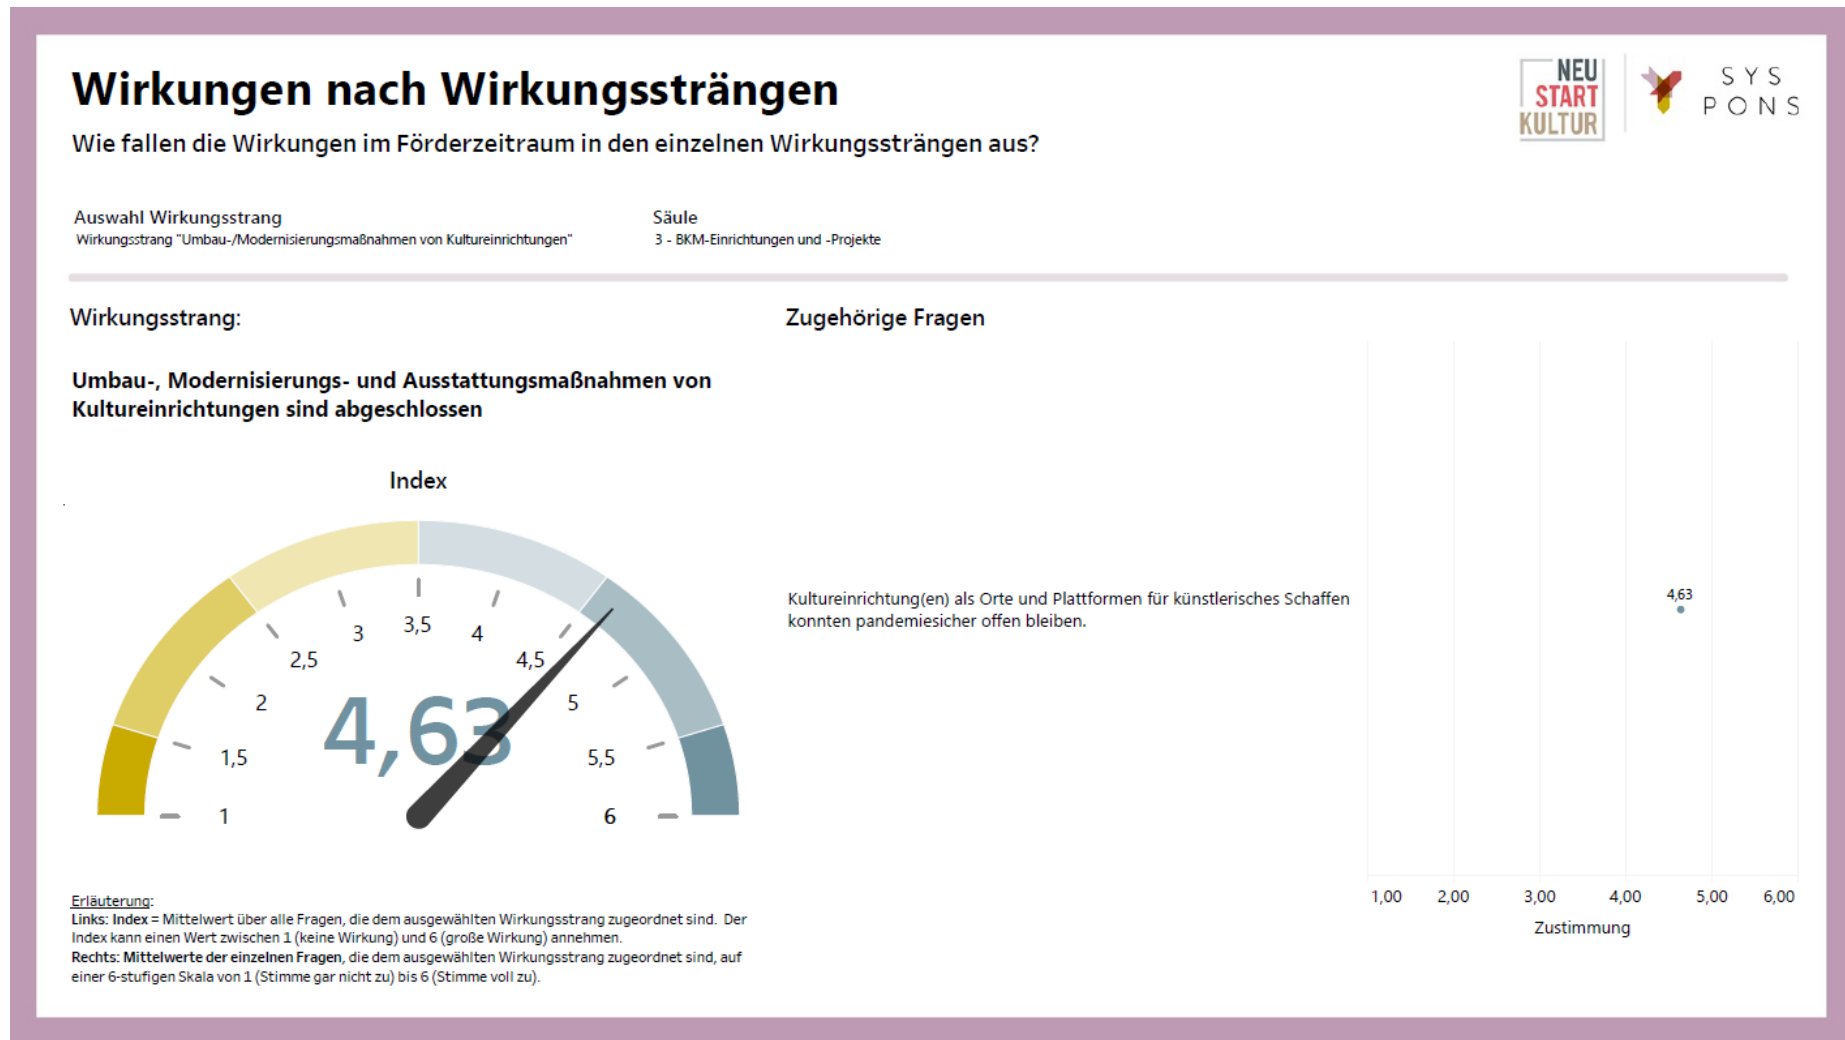 Wirkungen nach Wirkungssträngen
Wie fallen die Wirkungen im Förderzeitraum in den einzelnen Wirkungssträngen aus?
NEU
START
KULTUR
SYS
PONS
Auswahl Wirkungsstrang
Wirkungsstrang "Umbau-/Modernisierungsmaßnahmen von Kultureinrichtungen"
Säule
3 - BKM-Einrichtungen und -Projekte
Wirkungsstrang:
Umbau-, Modernisierungs- und Ausstattungsmaßnahmen von
Kultureinrichtungen sind abgeschlossen
Index
1
1,5
2
2,5
3
3,5
4
4,5
5
5,5
6
4,63
Zugehörige Fragen
Kultureinrichtung(en) als Orte und Plattformen für künstlerisches Schaffen
konnten pandemiesicher offen bleiben.
4,63
1,00 2,00 3,00 4,00 5,00 6,00
Zustimmung
Erläuterung:
Links: Index = Mittelwert über alle Fragen, die dem ausgewählten Wirkungsstrang zugeordnet sind. Der
Index kann einen Wert zwischen 1 (keine Wirkung) und 6 (große Wirkung) annehmen.
Rechts: Mittelwerte der einzelnen Fragen, die dem ausgewählten Wirkungsstrang zugeordnet sind, auf
einer 6-stufigen Skala von 1 (Stimme gar nicht zu) bis 6 (Stimme voll zu).